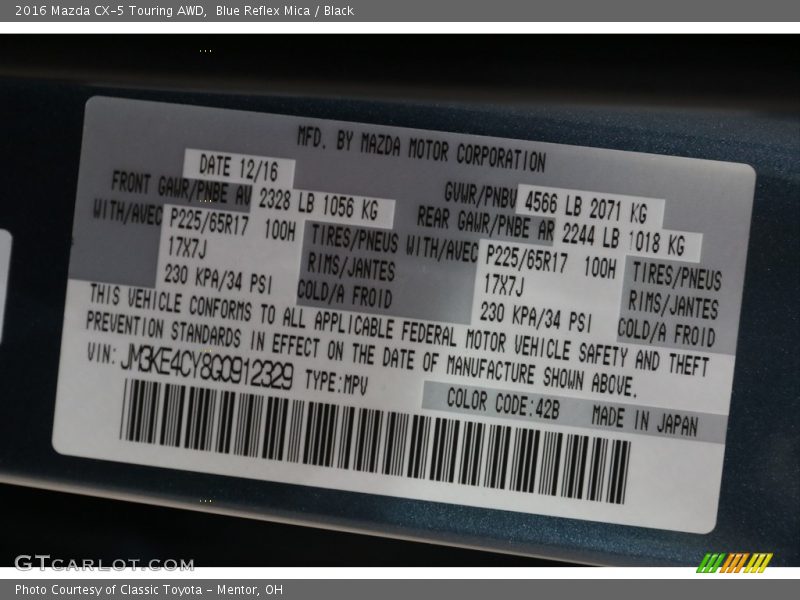 2016 Mazda CX-5 Touring AWD, Blue Reflex Mica / Black
MFD. BY MAZDA MOTOR CORPORATION
DATE 12/16
FRONT GAWR/PNBE AV 2328 LB 1056 KG
WITH/AVEC P225/65R17 100H TIRES/PNEUS
17X7J RIMS/JANTES
230 KPA/34 PSI COLD/A FROID
GVWR/PNBV 4566 LB 2071 KG
REAR GAWR/PNBE AR 2244 LB 1018 KG
WITH/AVEC P225/65R17 100H TIRES/PNEUS
17X7J RIMS/JANTES
230 KPA/34 PSI COLD/A FROID
THIS VEHICLE CONFORMS TO ALL APPLICABLE FEDERAL MOTOR VEHICLE SAFETY AND THEFT
PREVENTION STANDARDS IN EFFECT ON THE DATE OF MANUFACTURE SHOWN ABOVE.
VIN: JM3KE4CY8G0912329 TYPE:MPV
COLOR CODE:42B MADE IN JAPAN
GTcarlot.com
Photo Courtesy of Classic Toyota - Mentor, OH